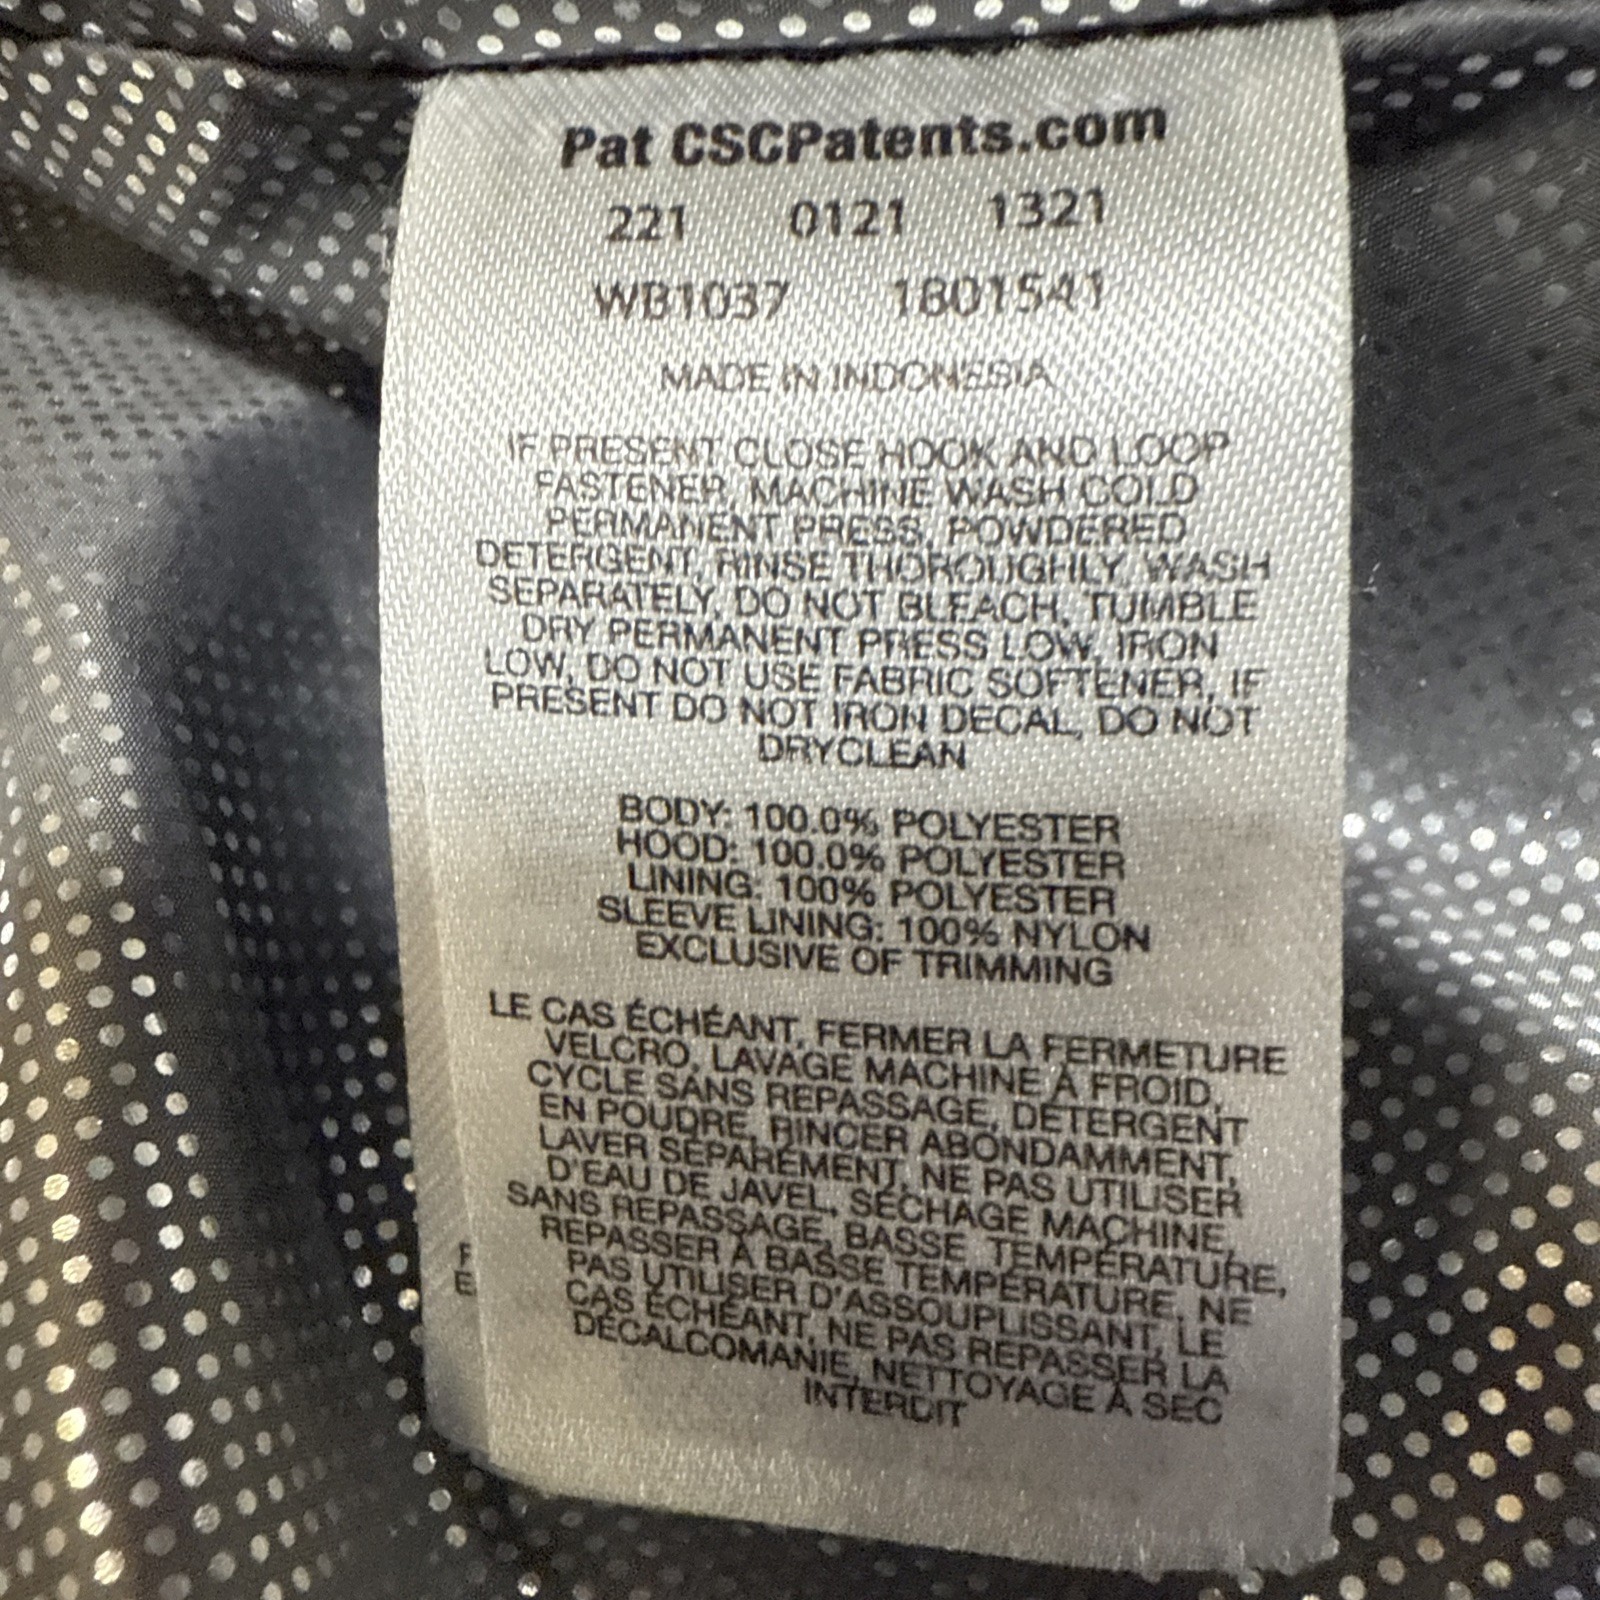 Pat CSCPatents.com
221 0121 1321
WB1037 1801541
MADE IN INDONESIA
IF PRESENT CLOSE HOOK AND LOOP
FASTENER, MACHINE WASH COLD
PERMANENT PRESS, POWDERED
DETERGENT, RINSE THOROUGHLY, WASH
SEPARATELY, DO NOT BLEACH, TUMBLE
DRY PERMANENT PRESS LOW, IRON
LOW, DO NOT USE FABRIC SOFTENER, IF
PRESENT DO NOT IRON DECAL, DO NOT
DRYCLEAN
BODY: 100.0% POLYESTER
HOOD: 100.0% POLYESTER
LINING: 100% POLYESTER
SLEEVE LINING: 100% NYLON
EXCLUSIVE OF TRIMMING
LE CAS ÉCHÉANT, FERMER LA FERMETURE
VELCRO, LAVAGE MACHINE À FROID,
CYCLE SANS REPASSAGE, DÉTERGENT
EN POUDRE, RINCER ABONDAMMENT,
LAVER SÉPARÉMENT, NE PAS UTILISER
D'EAU DE JAVEL, SÉCHAGE MACHINE,
SANS REPASSAGE, BASSE TEMPÉRATURE,
REPASSER À BASSE TEMPÉRATURE, NE
PAS UTILISER D'ASSOUPLISSANT, LE
CAS ÉCHÉANT, NE PAS REPASSER LA
DÉCALCOMANIE, NETTOYAGE À SEC
INTERDIT